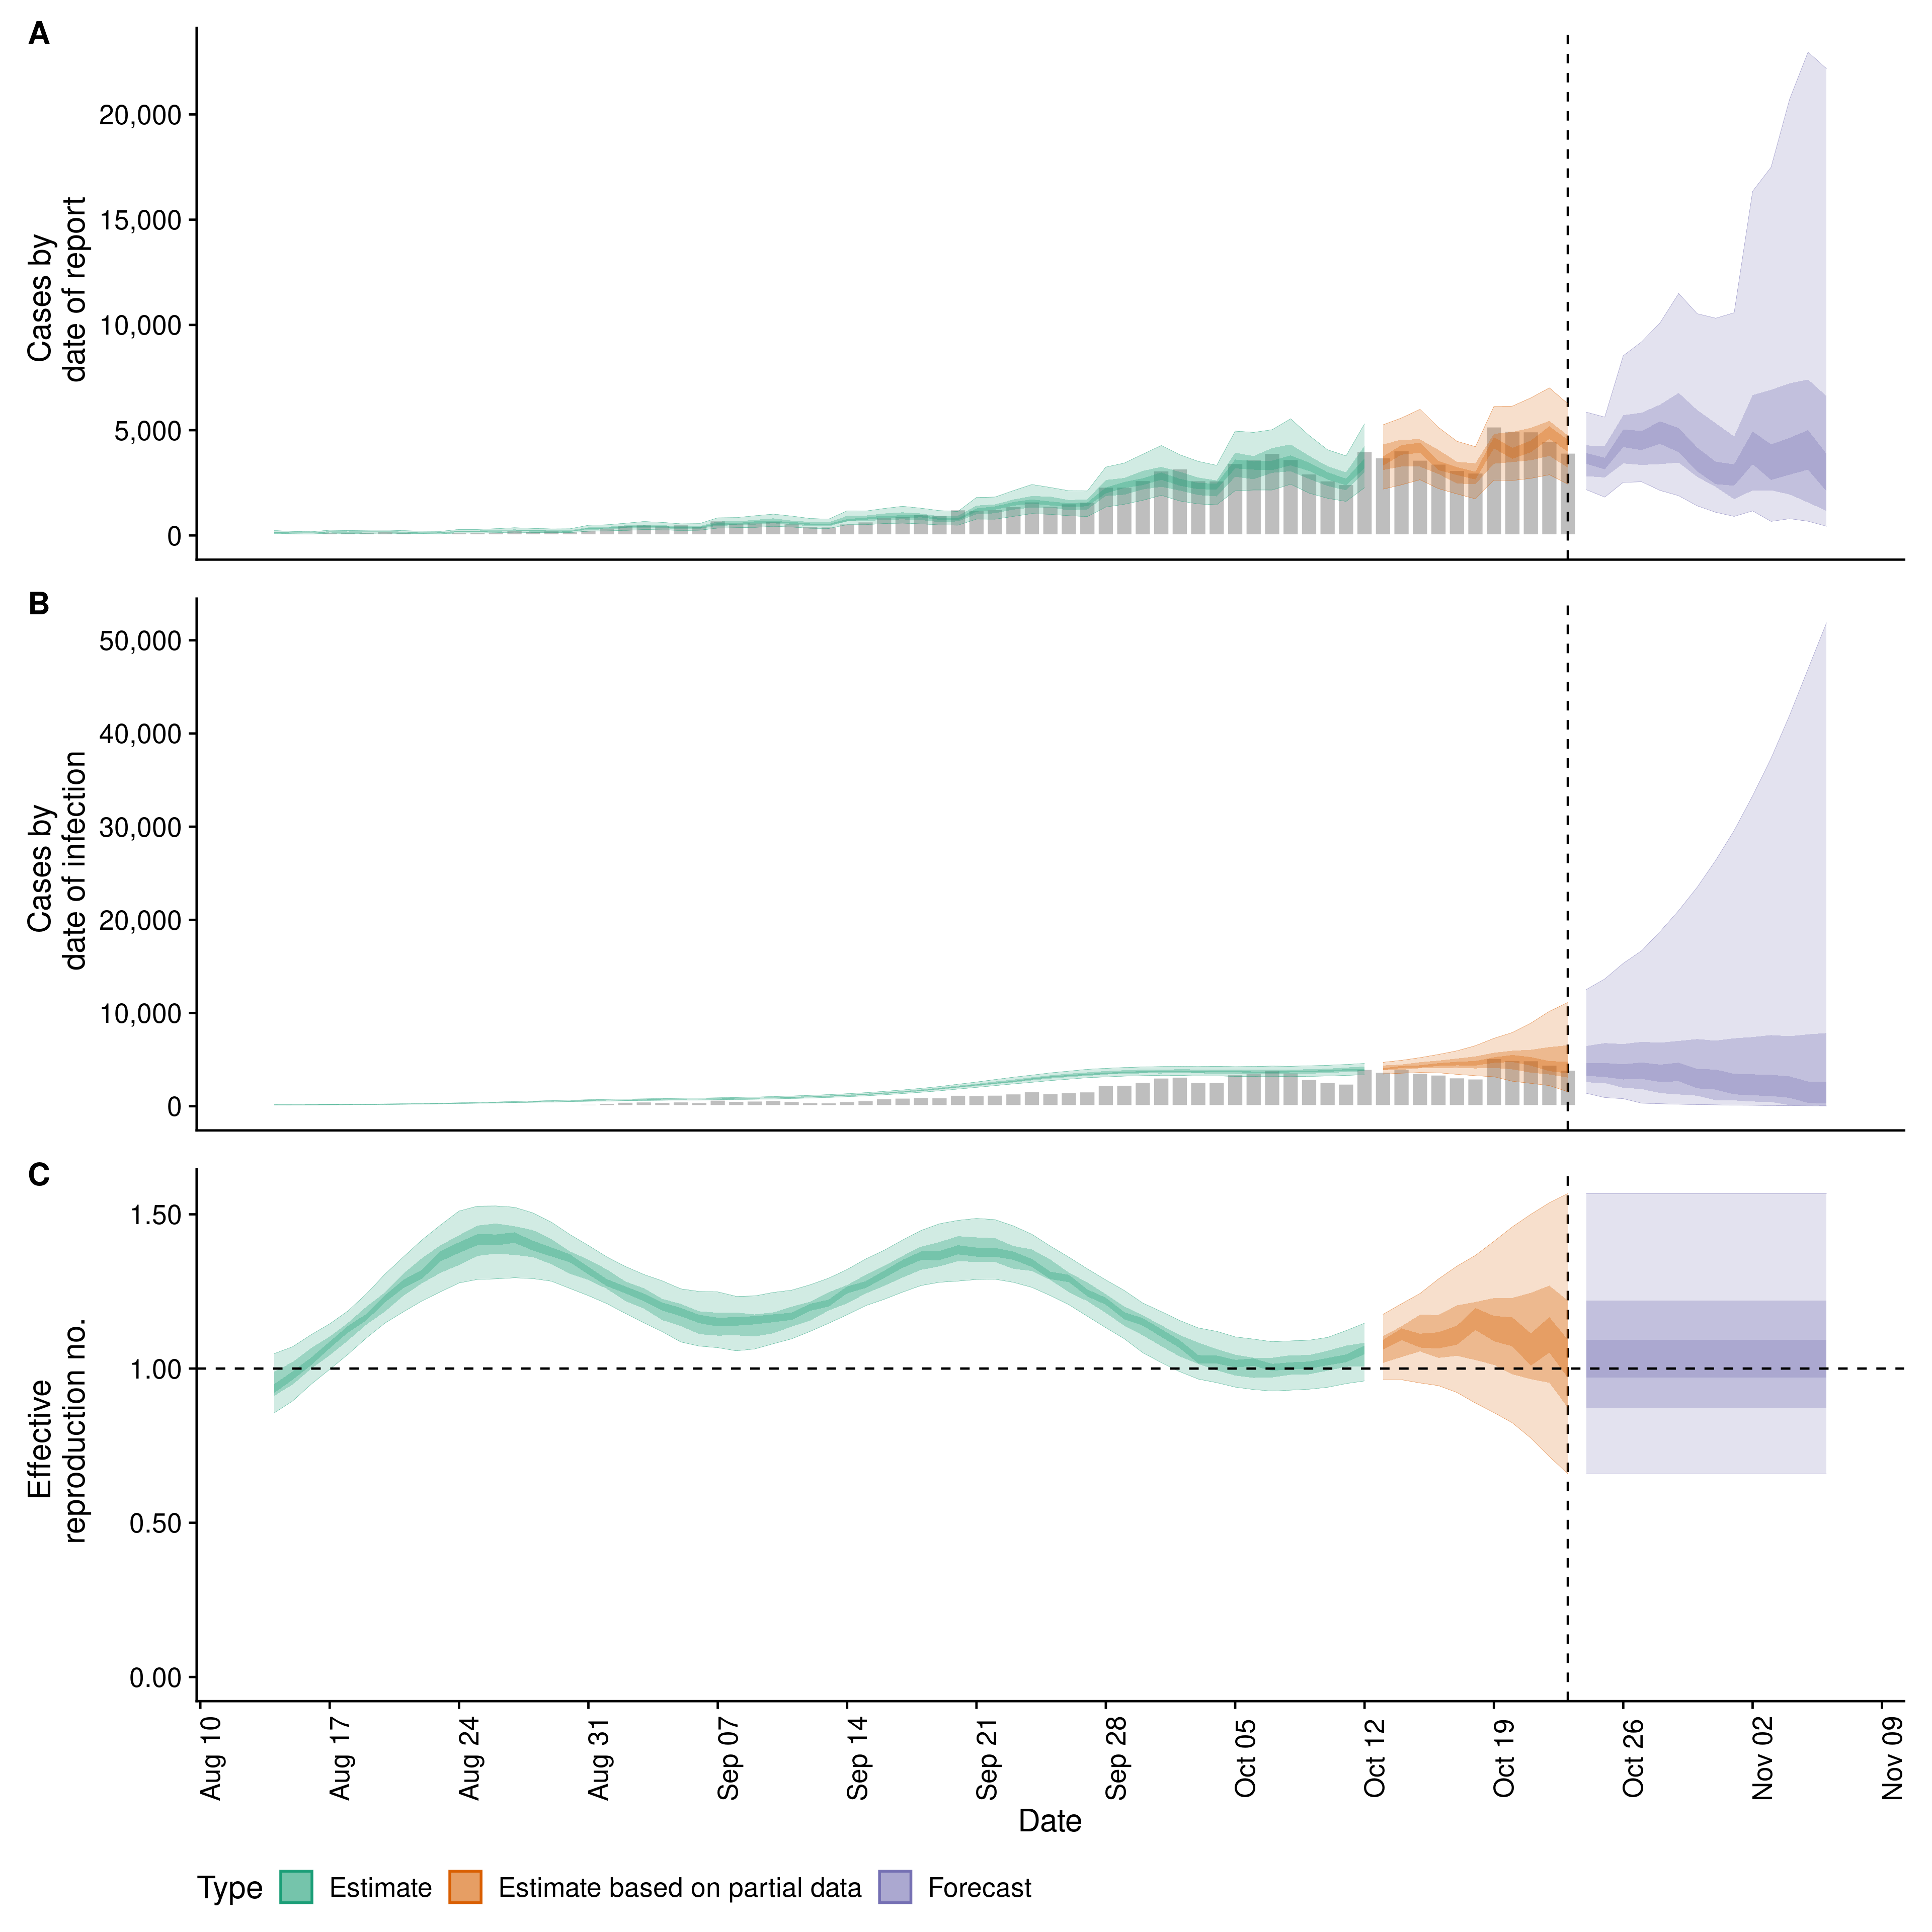 A
20,000
15,000
10,000
5,000
0
Cases by
date of report
B
50,000
40,000
30,000
20,000
10,000
0
Cases by
date of infection
C
1.50
1.00
0.50
0.00
Effective
reproduction no.
Aug 10
Aug 17
Aug 24
Aug 31
Sep 07
Sep 14
Sep 21
Sep 28
Oct 05
Oct 12
Oct 19
Oct 26
Nov 02
Nov 09
Date
Type Estimate Estimate based on partial data Forecast